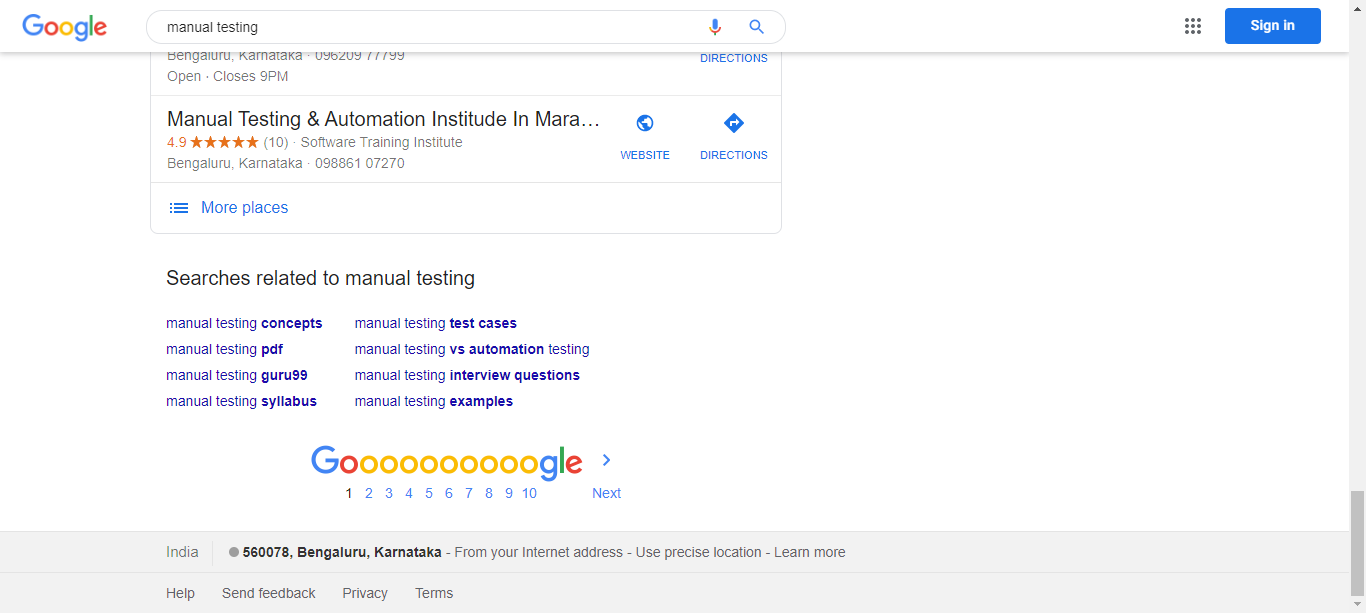 Google
manual testing
Sign in
Bengaluru, Karnataka · 096209 77799
DIRECTIONS
Open · Closes 9PM
Manual Testing & Automation Institude In Mara…
4.9 ★★★★★ (10) · Software Training Institute
Bengaluru, Karnataka · 098861 07270
WEBSITE
DIRECTIONS
More places
Searches related to manual testing
manual testing concepts
manual testing test cases
manual testing pdf
manual testing vs automation testing
manual testing guru99
manual testing interview questions
manual testing syllabus
manual testing examples
Goooooooooogle
1 2 3 4 5 6 7 8 9 10 Next
India
560078, Bengaluru, Karnataka - From your Internet address - Use precise location - Learn more
Help Send feedback Privacy Terms